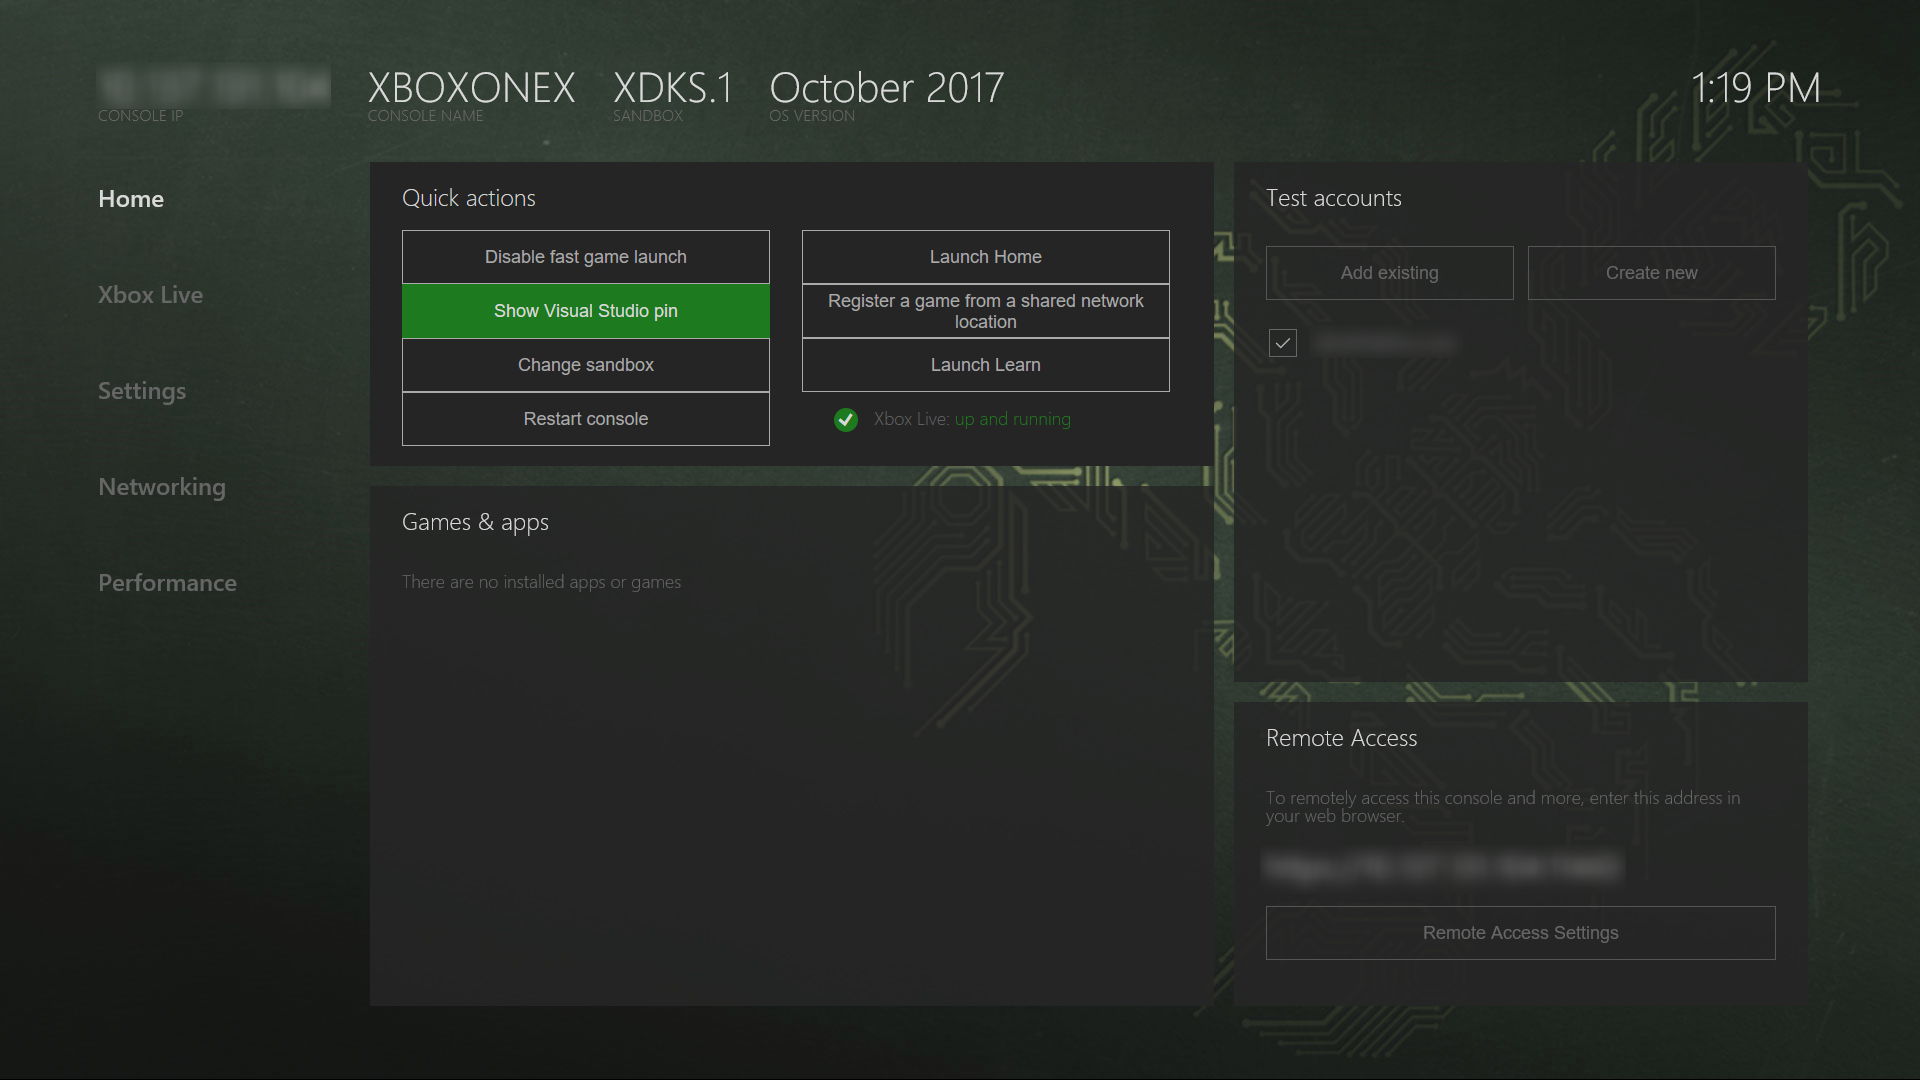 XBOXONEX XDKS.1 October 2017 1:19 PM
CONSOLE IP CONSOLE NAME SANDBOX OS VERSION
Home
Xbox Live
Settings
Networking
Performance
Quick actions
Disable fast game launch
Show Visual Studio pin
Change sandbox
Restart console
Launch Home
Register a game from a shared network
location
Launch Learn
Xbox Live: up and running
Games & apps
There are no installed apps or games
Test accounts
Add existing
Create new
Remote Access
To remotely access this console and more, enter this address in
your web browser.
Remote Access Settings